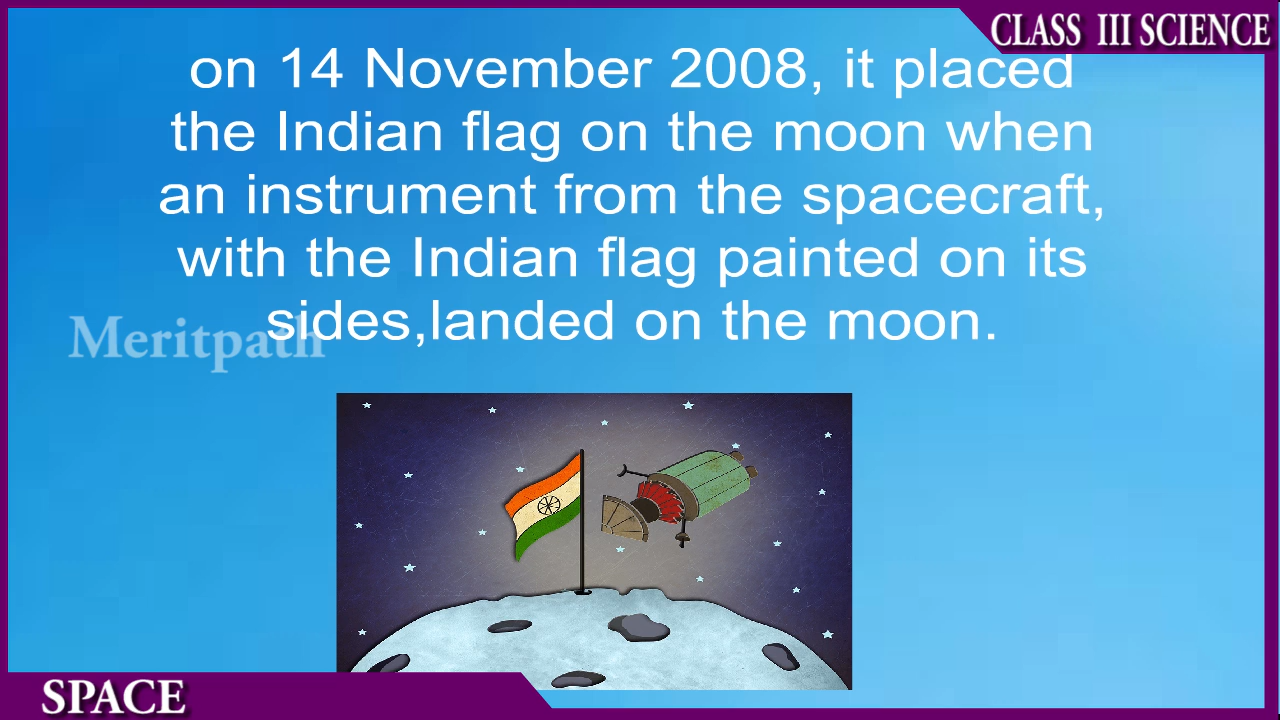 CLASS III SCIENCE
on 14 November 2008, it placed
the Indian flag on the moon when
an instrument from the spacecraft,
with the Indian flag painted on its
sides,landed on the moon.
Meritpath
SPACE